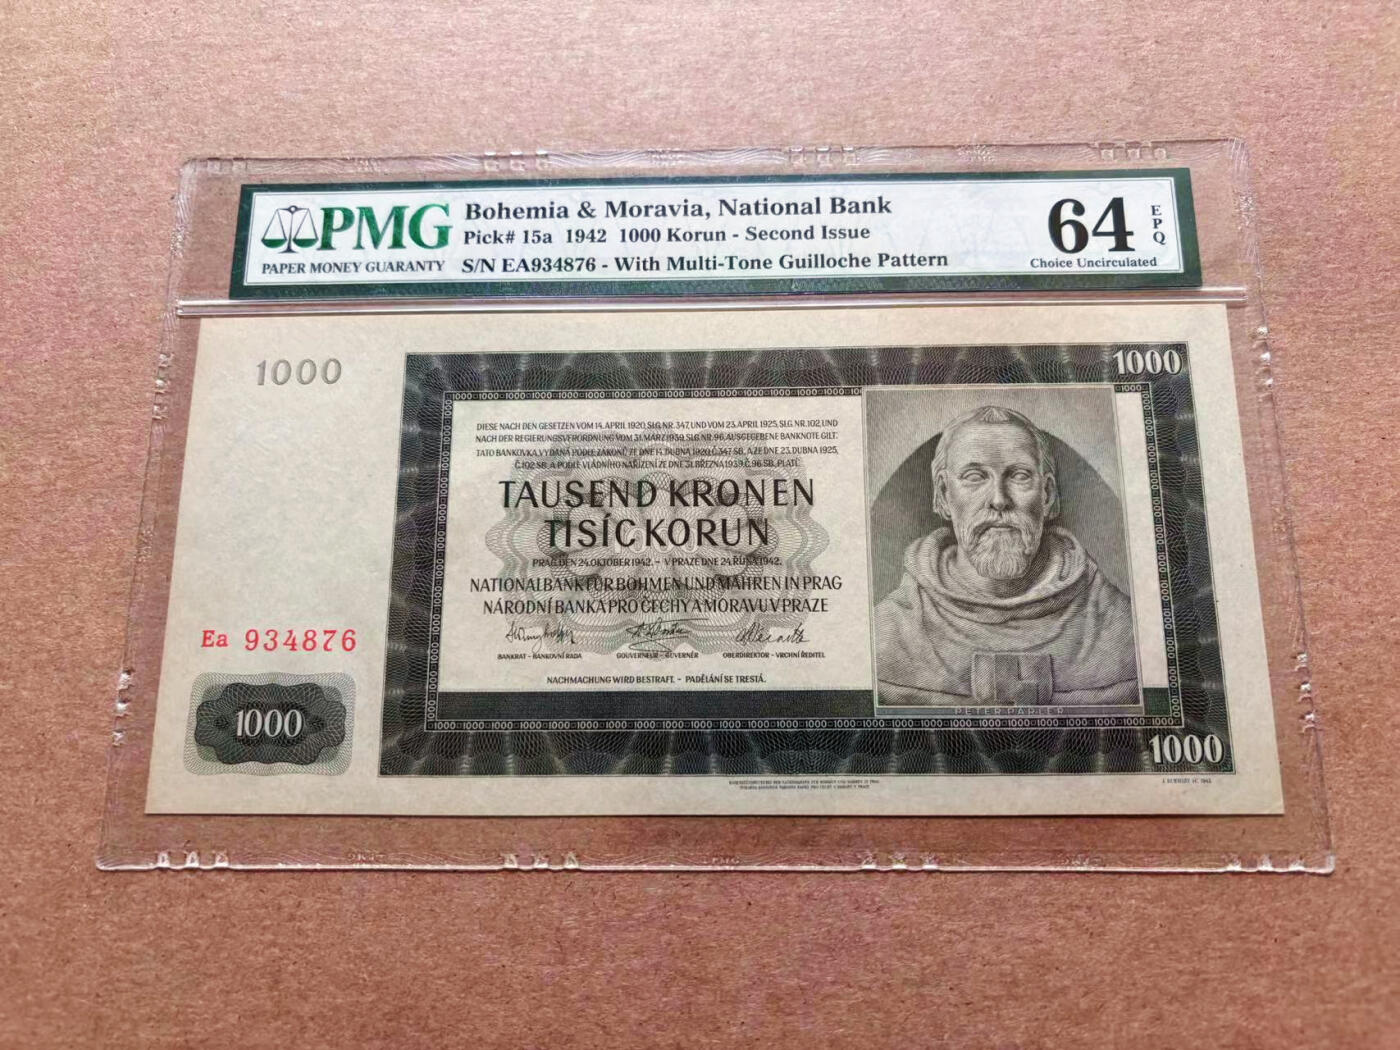 PMG
PAPER MONEY GUARANTY
Bohemia & Moravia, National Bank
Pick# 15a 1942 1000 Korun - Second Issue
S/N EA934876 - With Multi-Tone Guilloche Pattern
64
EPQ
Choice Uncirculated
1000
1000
DIESE NACH DEN GESETZEN VOM 14. APRIL 1920, SLG. NR. 347, UND VOM 23. APRIL 1925, SLG. NR. 102, UND
NACH DER REGIERUNGSVERORDNUNG VOM 31. MÄRZ 1939, SLG. NR. 96, AUSGEGEBENE BANKNOTE GILT.
TATO BANKOVKA, VYDANÁ PODLE ZÁKONŮ ZE DNE 14. DUBNA 1920, Č. 347 SB., A ZE DNE 23. DUBNA 1925,
Č. 102 SB., A PODLE VLÁDNÍHO NAŘÍZENÍ ZE DNE 31. BŘEZNA 1939, Č. 96 SB., PLATÍ.
TAUSEND KRONEN
TISÍC KORUN
PRAG, DEN 24. OKTOBER 1942. - V PRAZE DNE 24. ŘÍJNA 1942.
NATIONALBANK FÜR BÖHMEN UND MÄHREN IN PRAG
NÁRODNÍ BANKA PRO ČECHY A MORAVU V PRAZE
BANKRAT - BANKOVNÍ RADA
GOUVERNEUR - GUVERNÉR
OBERDIREKTOR - VRCHNÍ ŘEDITEL
NACHMACHUNG WIRD BESTRAFT. - PADĚLÁNÍ SE TRESTÁ.
Ea 934876
1000
PETER PARLER
1000